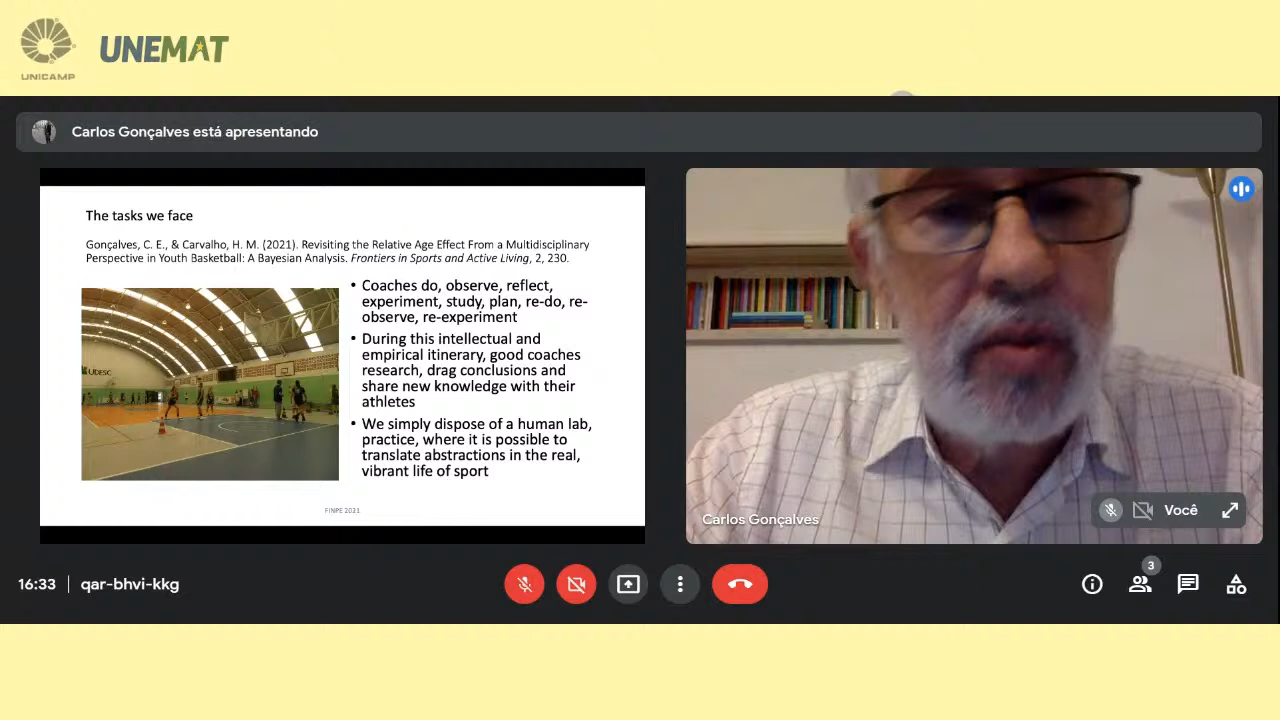 UNICAMP
UNEMAT
Carlos Gonçalves está apresentando
The tasks we face
Gonçalves, C. E., & Carvalho, H. M. (2021). Revisiting the Relative Age Effect From a Multidisciplinary
Perspective in Youth Basketball: A Bayesian Analysis. Frontiers in Sports and Active Living, 2, 230.
• Coaches do, observe, reflect,
experiment, study, plan, re-do, re-
observe, re-experiment
• During this intellectual and
empirical itinerary, good coaches
research, drag conclusions and
share new knowledge with their
athletes
• We simply dispose of a human lab,
practice, where it is possible to
translate abstractions in the real,
vibrant life of sport
UDESC
FINPE 2021
Carlos Gonçalves
Você
16:33 | qar-bhvi-kkg
3